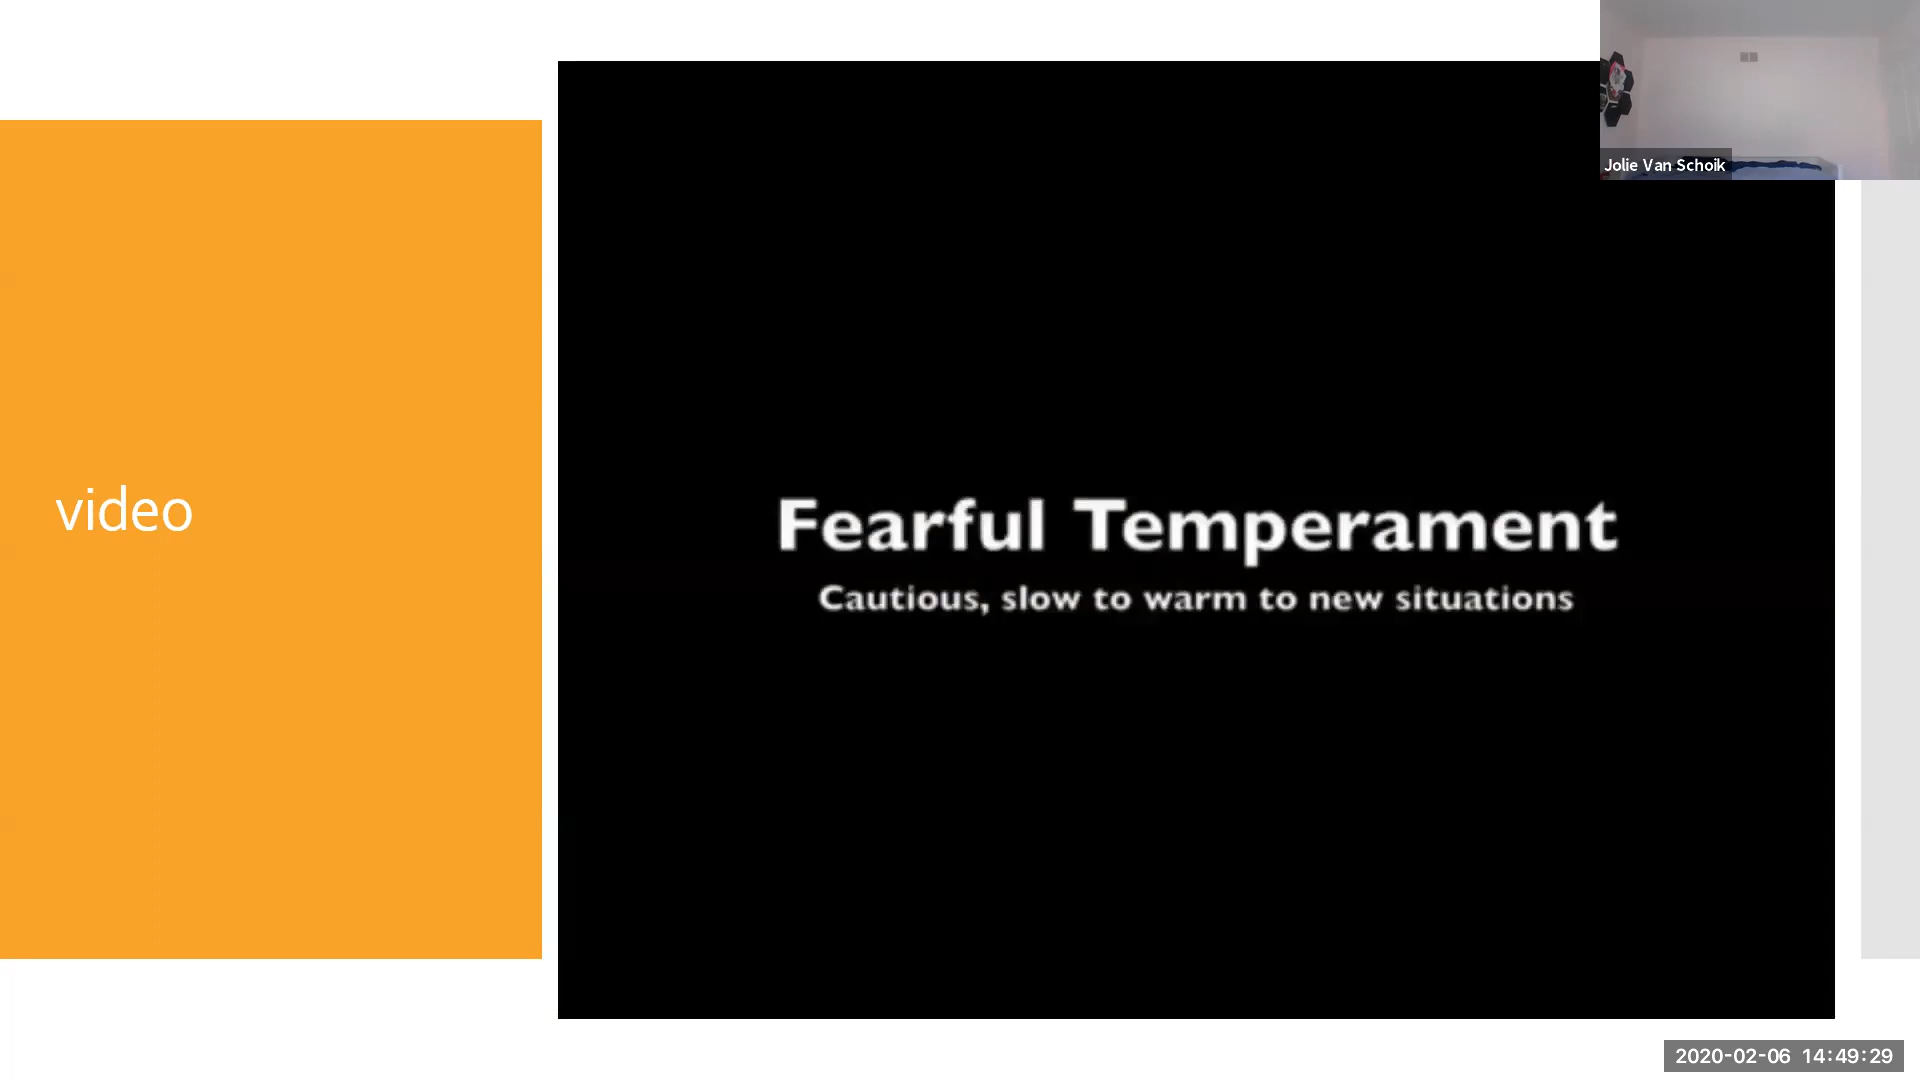 Jolie Van Schoik
video
Fearful Temperament
Cautious, slow to warm to new situations
2020-02-06 14:49:29